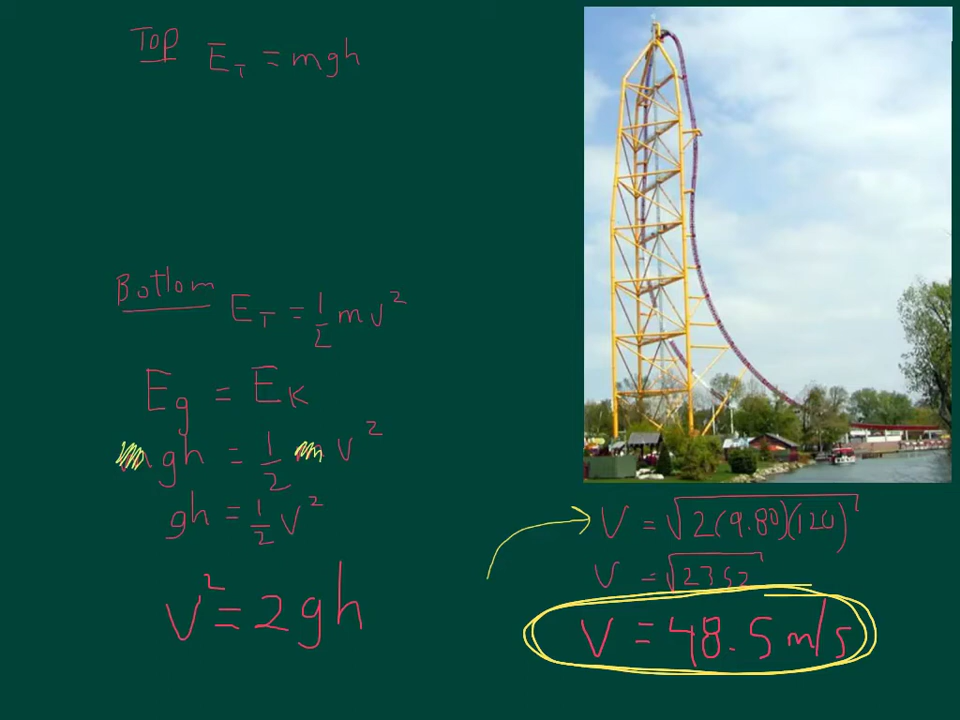 Top E_T = mgh
Bottom E_T = 1/2 mv²
E_g = E_K
mgh = 1/2 mv²
gh = 1/2 v²
v² = 2gh
V = √2(9.80)(120)
V = √2352
V = 48.5 m/s